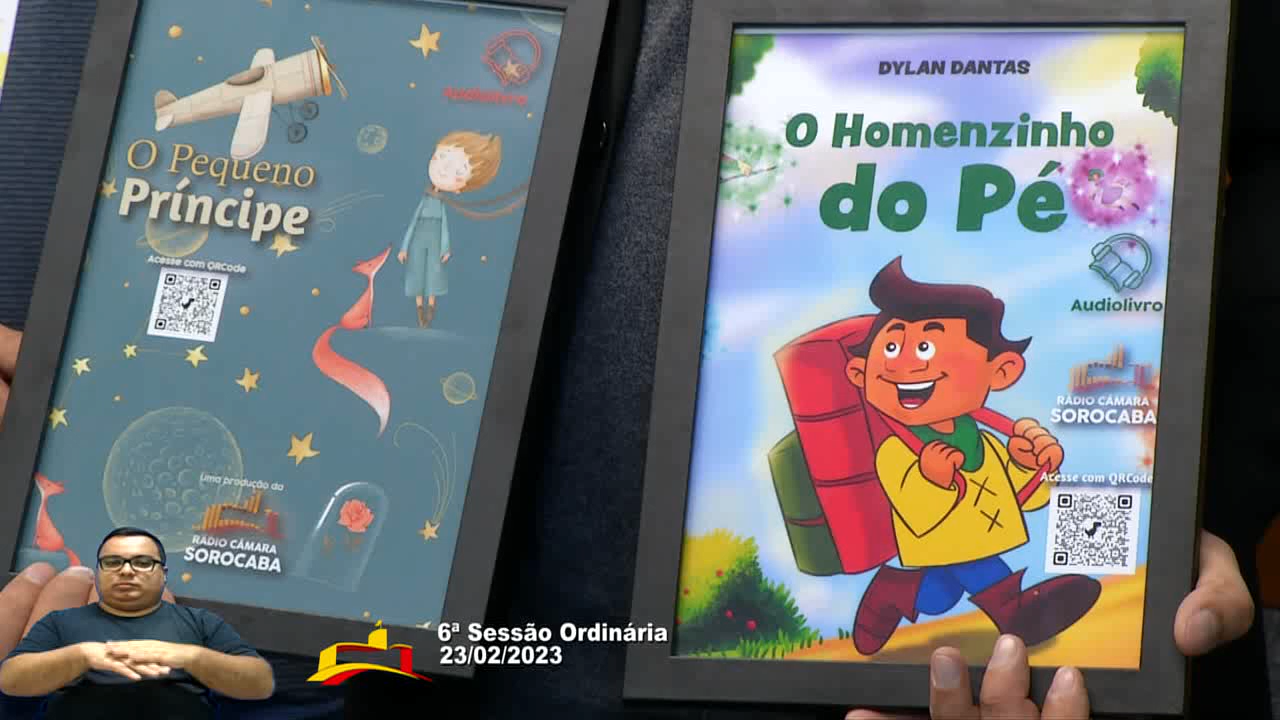 Audiolivro
O Pequeno
Príncipe
Acesse com QRCode
uma produção da
RÁDIO CÂMARA
SOROCABA
DYLAN DANTAS
O Homenzinho
do Pé
Audiolivro
RÁDIO CÂMARA
SOROCABA
Acesse com QRCode
6ª Sessão Ordinária
23/02/2023